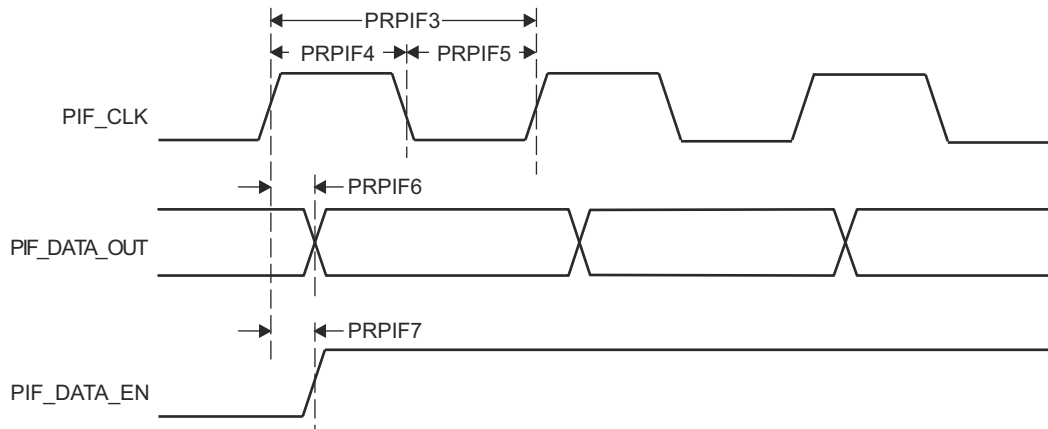 PRPIF3
PRPIF4 PRPIF5
PIF_CLK
PRPIF6
PIF_DATA_OUT
PRPIF7
PIF_DATA_EN